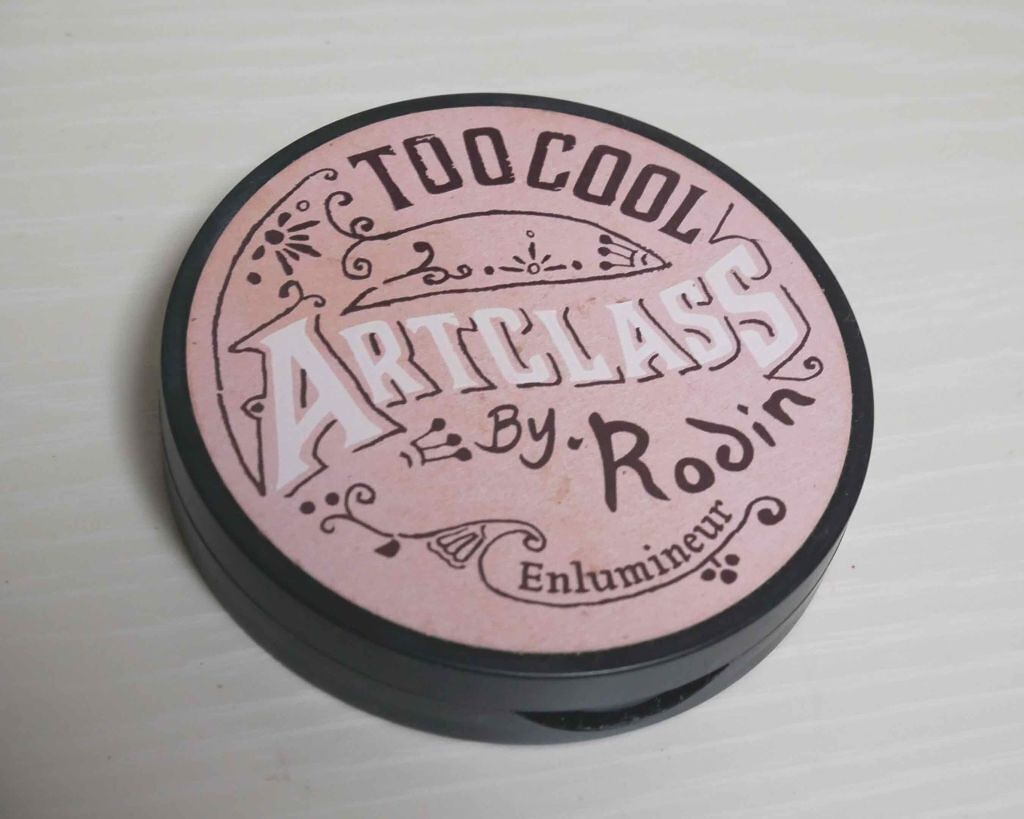 TOO COOL
ARTCLASS
By. Rodin
Enlumineur